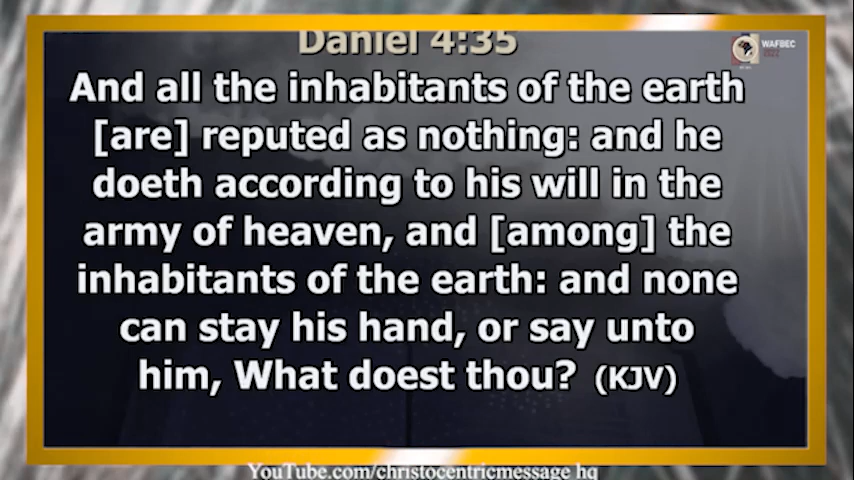 Daniel 4:35
WAFBEC
And all the inhabitants of the earth
[are] reputed as nothing: and he
doeth according to his will in the
army of heaven, and [among] the
inhabitants of the earth: and none
can stay his hand, or say unto
him, What doest thou? (KJV)
YouTube.com/christocentricmessage hq